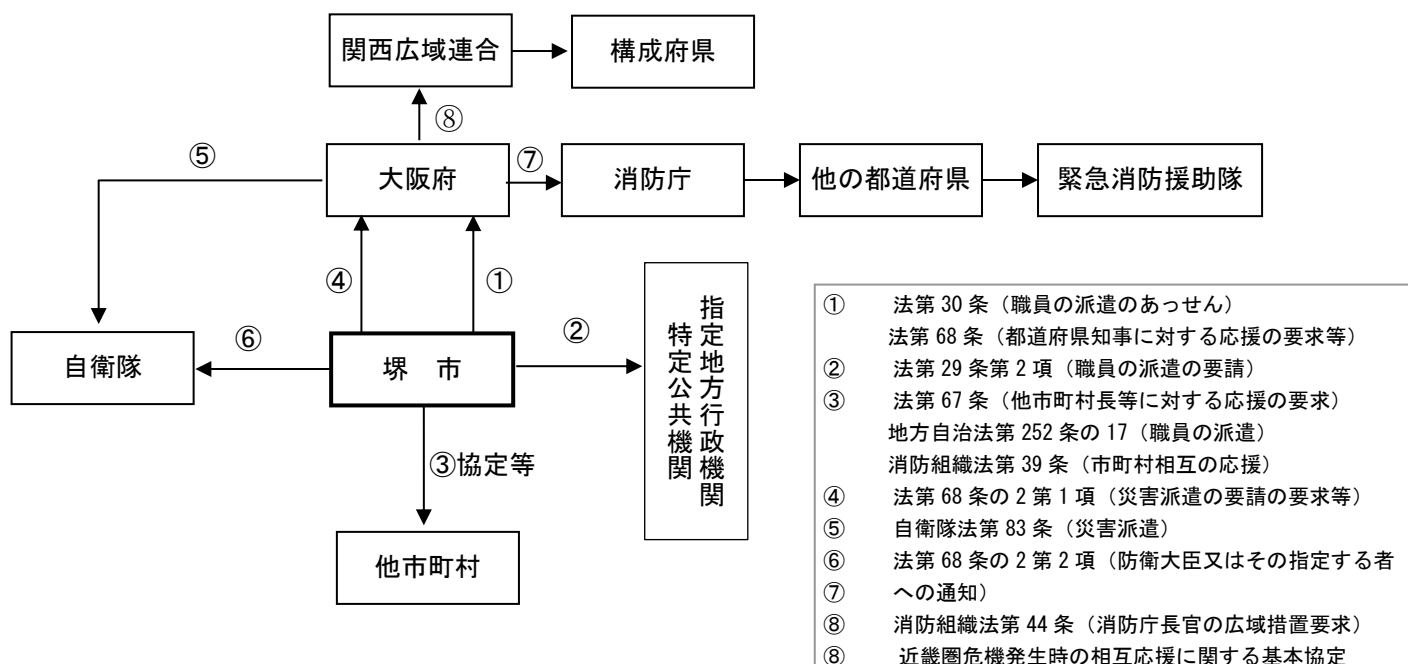 関西広域連合
構成府県
⑧
⑤
大阪府
⑦
消防庁
他の都道府県
緊急消防援助隊
④
①
自衛隊
⑥
堺 市
②
指定地方行政機関
特定公共機関
③協定等
他市町村
① 法第 30 条（職員の派遣のあっせん）
法第 68 条（都道府県知事に対する応援の要求等）
② 法第 29 条第 2 項（職員の派遣の要請）
③ 法第 67 条（他市町村長等に対する応援の要求）
地方自治法第 252 条の 17（職員の派遣）
消防組織法第 39 条（市町村相互の応援）
④ 法第 68 条の 2 第 1 項（災害派遣の要請の要求等）
⑤ 自衛隊法第 83 条（災害派遣）
⑥ 法第 68 条の 2 第 2 項（防衛大臣又はその指定する者
⑦ への通知）
⑧ 消防組織法第 44 条（消防庁長官の広域措置要求）
⑧ 近畿圏危機発生時の相互応援に関する基本協定